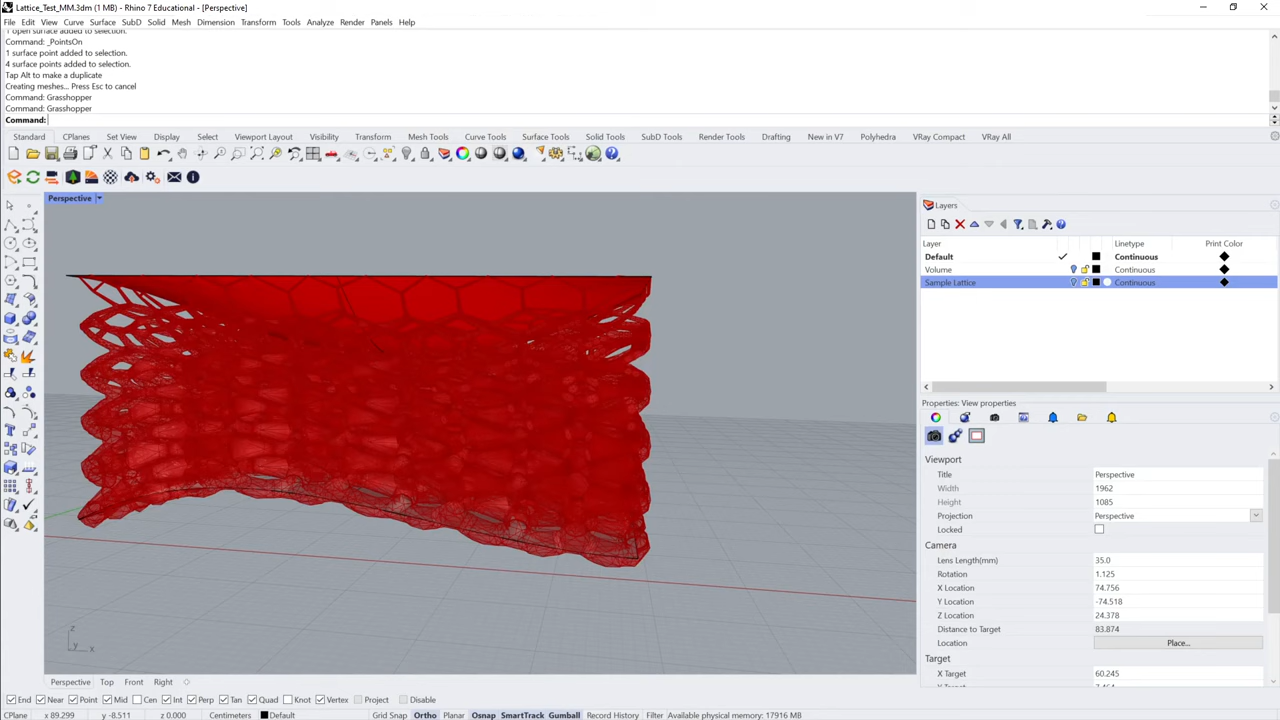 Lattice_Test_MM.3dm (1 MB) - Rhino 7 Educational - [Perspective]
File Edit View Curve Surface SubD Solid Mesh Dimension Transform Tools Analyze Render Panels Help
1 open surface added to selection.
Command: _PointsOn
1 surface point added to selection.
4 surface points added to selection.
Tap Alt to make a duplicate
Creating meshes... Press Esc to cancel
Command: Grasshopper
Command: Grasshopper
Command:
Standard CPlanes Set View Display Select Viewport Layout Visibility Transform Mesh Tools Curve Tools Surface Tools Solid Tools SubD Tools Render Tools Drafting New in V7 Polyhedra VRay Compact VRay All
Perspective
Layers
Layer Linetype Print Color
Default Continuous
Volume Continuous
Sample Lattice Continuous
Properties: View properties
Viewport
Title Perspective
Width 1962
Height 1085
Projection Perspective
Locked
Camera
Lens Length(mm) 35.0
Rotation 1.125
X Location 74.756
Y Location -74.518
Z Location 24.378
Distance to Target 83.874
Location Place...
Target
X Target 60.245
z
y x
Perspective Top Front Right
End Near Point Mid Cen Int Perp Tan Quad Knot Vertex Project Disable
CPlane x 89.299 y -8.511 z 0.000 Centimeters Default Grid Snap Ortho Planar Osnap SmartTrack Gumball Record History Filter Available physical memory: 17916 MB